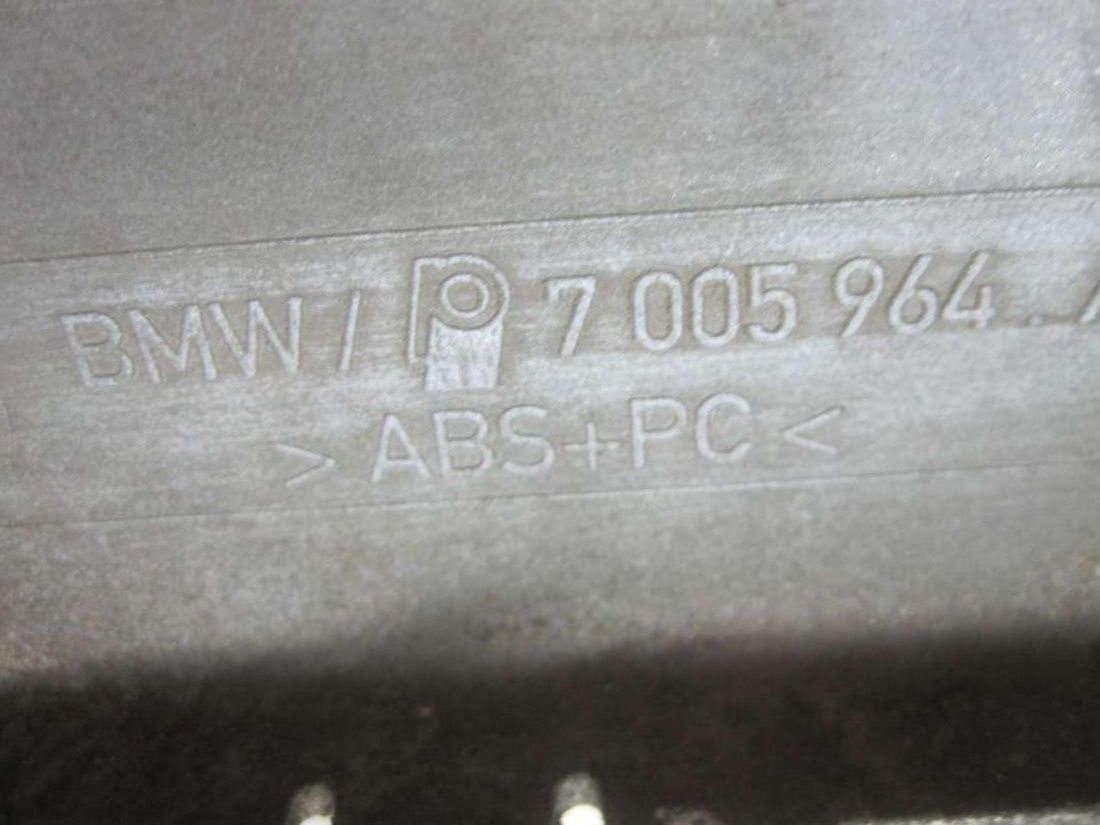 BMW / 7 005 964
> ABS+PC <